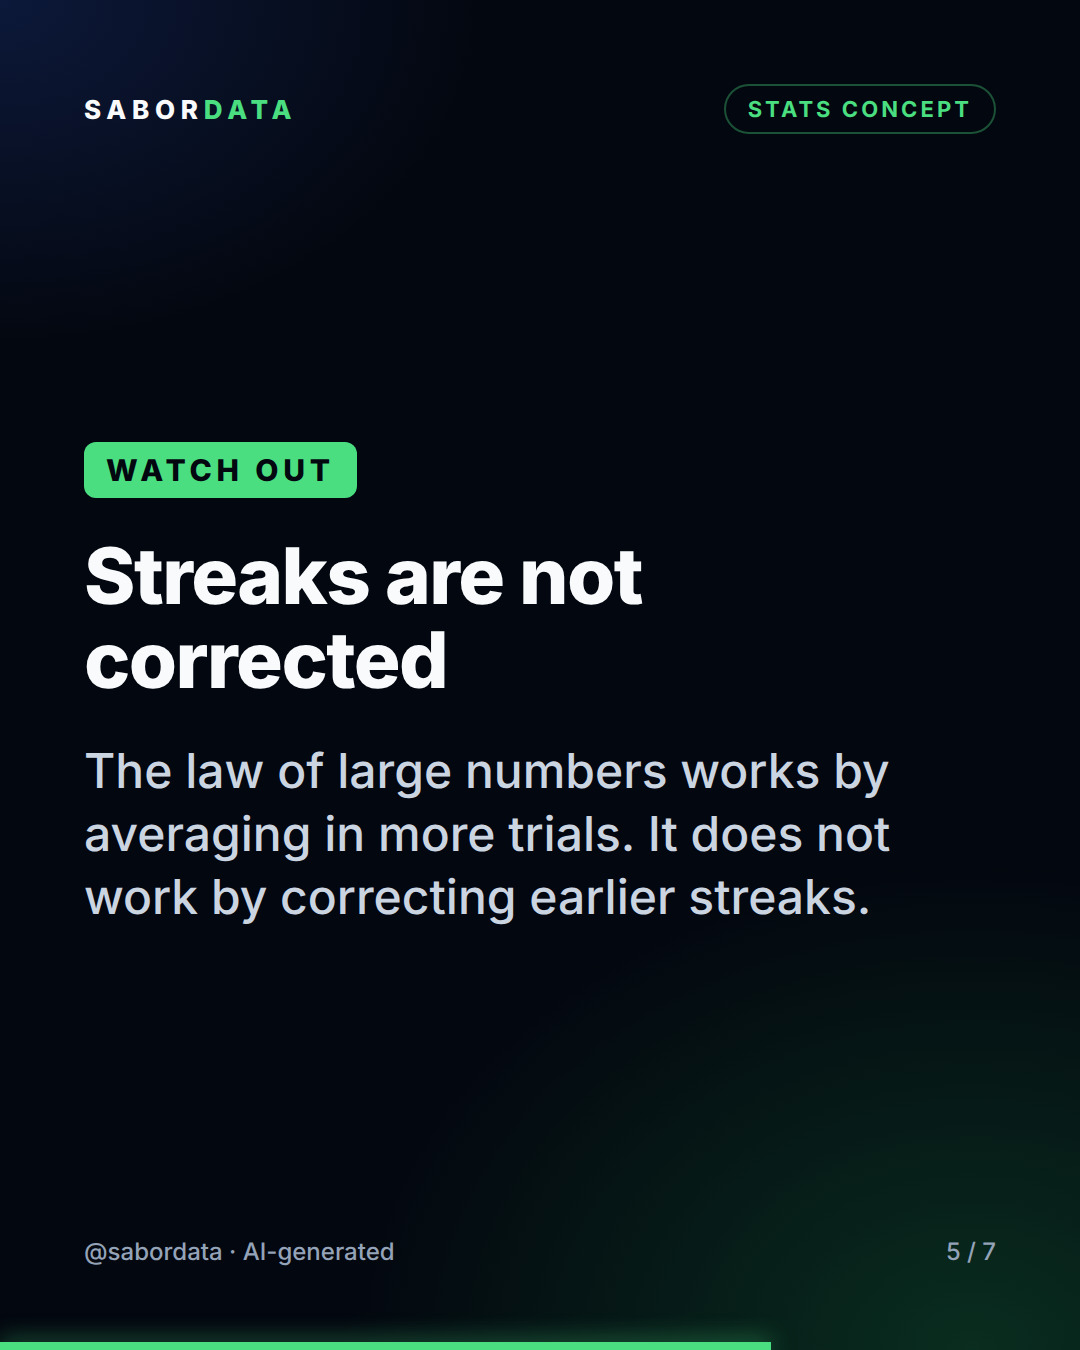 SABORDATA
STATS CONCEPT
WATCH OUT
Streaks are not
corrected
The law of large numbers works by
averaging in more trials. It does not
work by correcting earlier streaks.
@sabordata · AI-generated
5 / 7